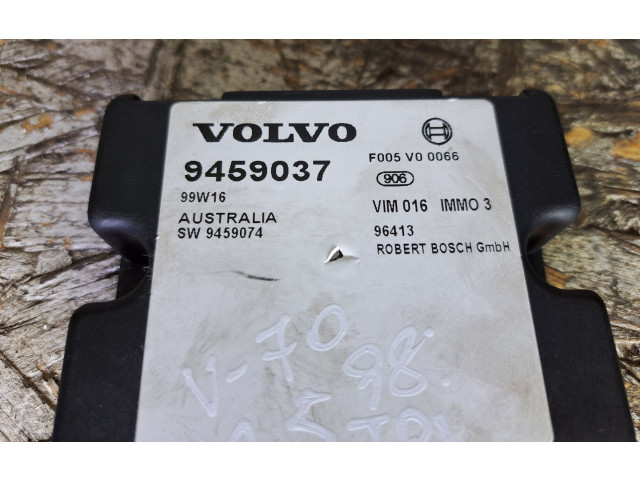 VOLVO
9459037
F005 V0 0066
906
99W16
VIM 016 IMMO 3
AUSTRALIA
96413
SW 9459074
ROBERT BOSCH GmbH
V-70
98.